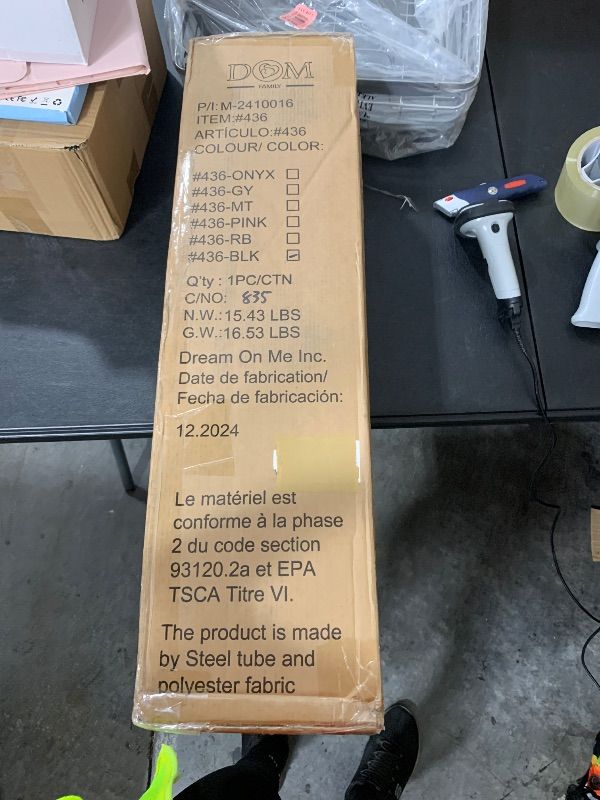 DOM
FAMILY
P/I:M-2410016
ITEM:#436
ARTÍCULO:#436
COLOUR/ COLOR:
#436-ONYX
#436-GY
#436-MT
#436-PINK
#436-RB
#436-BLK
Q'ty : 1PC/CTN
C/NO: 835
N.W.:15.43 LBS
G.W.:16.53 LBS
Dream On Me Inc.
Date de fabrication/
Fecha de fabricación:
12.2024
Le matériel est
conforme à la phase
2 du code section
93120.2a et EPA
TSCA Titre VI.
The product is made
by Steel tube and
polyester fabric